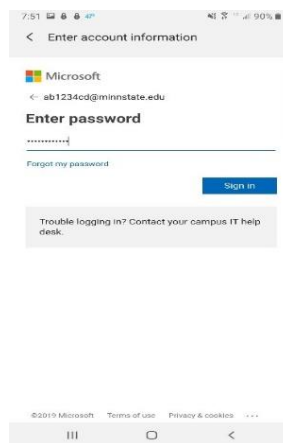 7:51 47° 90%
Enter account information
Microsoft
← ab1234cd@minnstate.edu
Enter password
············
Forgot my password
Sign in
Trouble logging in? Contact your campus IT help
desk.
©2019 Microsoft Terms of use Privacy & cookies ···